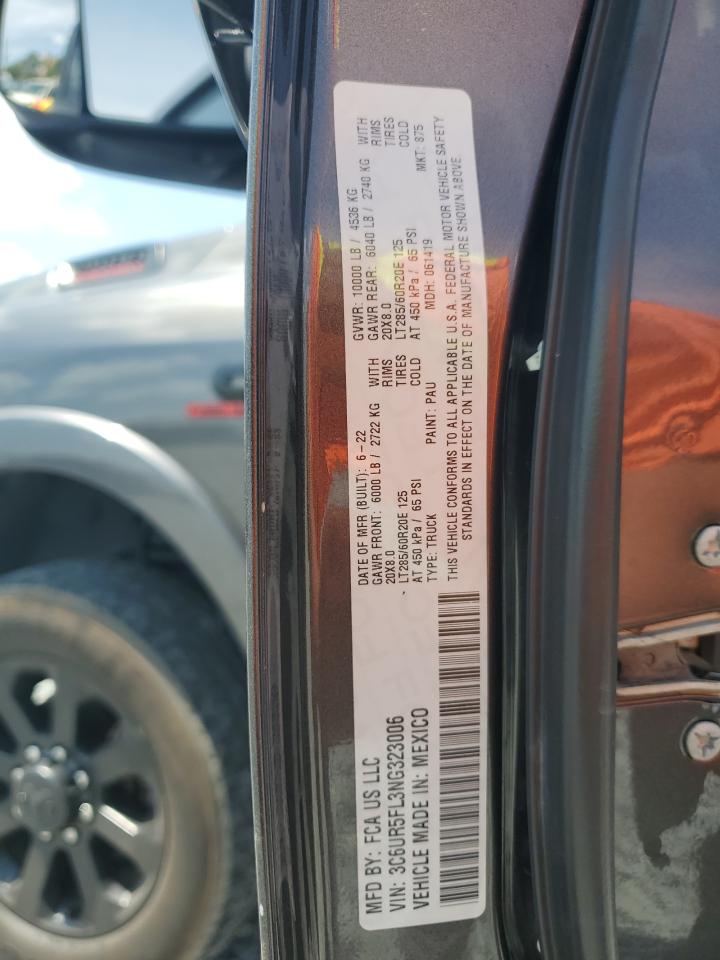 MFD BY: FCA US LLC
VIN: 3C6UR5FL3NG323006
VEHICLE MADE IN: MEXICO
DATE OF MFR (BUILT): 6-22
GVWR: 10000 LB / 4536 KG
GAWR FRONT: 6000 LB / 2722 KG WITH
GAWR REAR: 6040 LB / 2740 KG WITH
20X8.0 RIMS
20X8.0 RIMS
LT285/60R20E 125 TIRES
LT285/60R20E 125 TIRES
AT 450 kPa / 65 PSI COLD
AT 450 kPa / 65 PSI COLD
TYPE: TRUCK PAINT: PAU MDH: 061419 MKT: 875
THIS VEHICLE CONFORMS TO ALL APPLICABLE U.S.A. FEDERAL MOTOR VEHICLE SAFETY
STANDARDS IN EFFECT ON THE DATE OF MANUFACTURE SHOWN ABOVE